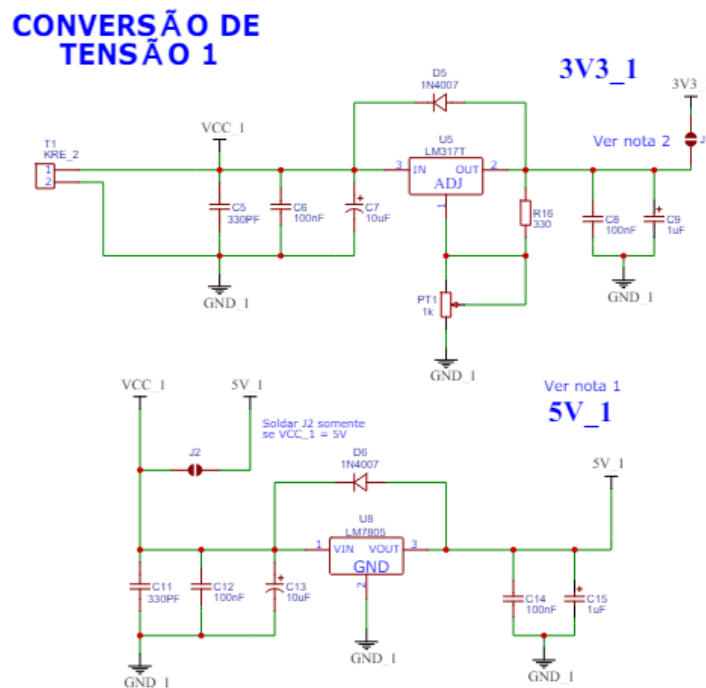 CONVERSÃO DE
TENSÃO 1
3V3_1
D5
1N4007
3V3_
VCC_1
U5
LM317T
Ver nota 2
J
T1
KRE_2
1
2
3
IN
OUT
2
ADJ
1
C5
330PF
C6
100nF
C7
10uF
R16
330
C8
100nF
C9
1uF
PT1
1k
GND_1
GND_1
GND_1
VCC_1
5V_1
Ver nota 1
5V_1
Soldar J2 somente
se VCC_1 = 5V
J2
D6
1N4007
5V_1
U8
LM7805
1
VIN
VOUT
3
GND
2
C11
330PF
C12
100nF
C13
10uF
C14
100nF
C15
1uF
GND_1
GND_1
GND_1